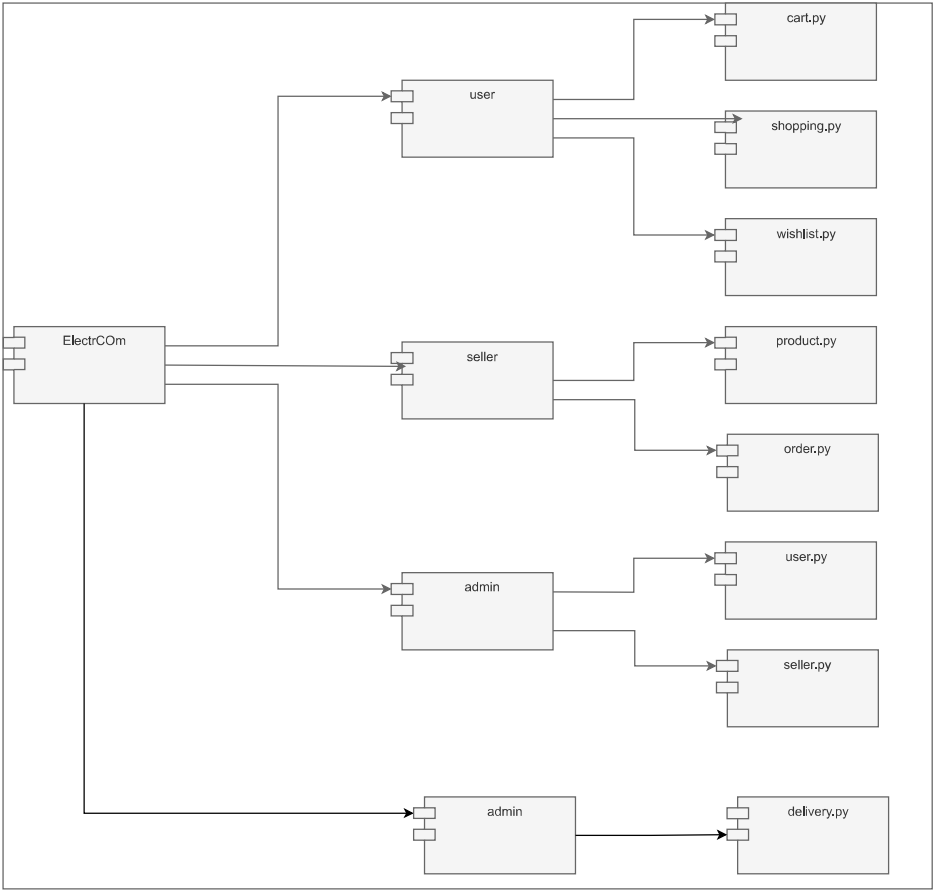 cart.py
user
shopping.py
wishlist.py
ElectrCOm
seller
product.py
order.py
admin
user.py
seller.py
admin
delivery.py